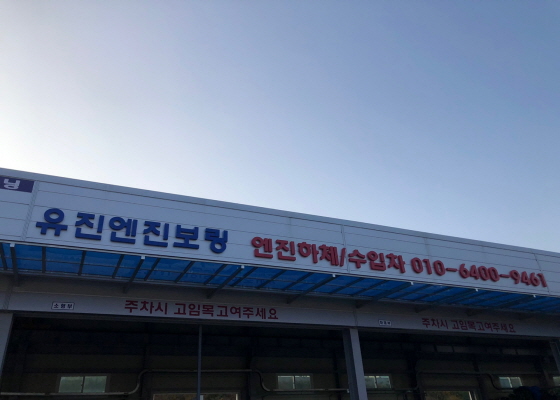 닝
유진엔진보링 엔진하체/수입차 010-6400-9461
주차시 고임목고여주세요 주차시 고임목고여주세요